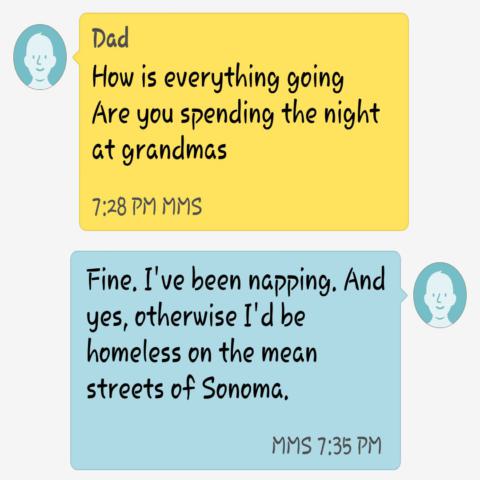 Dad
How is everything going
Are you spending the night
at grandmas
7:28 PM MMS
Fine. I've been napping. And
yes, otherwise I'd be
homeless on the mean
streets of Sonoma.
MMS 7:35 PM